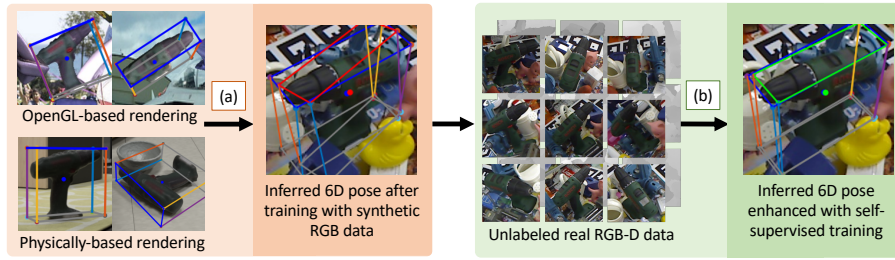 OpenGL-based rendering
Physically-based rendering
(a)
Inferred 6D pose after
training with synthetic
RGB data
Unlabeled real RGB-D data
(b)
Inferred 6D pose
enhanced with self-
supervised training